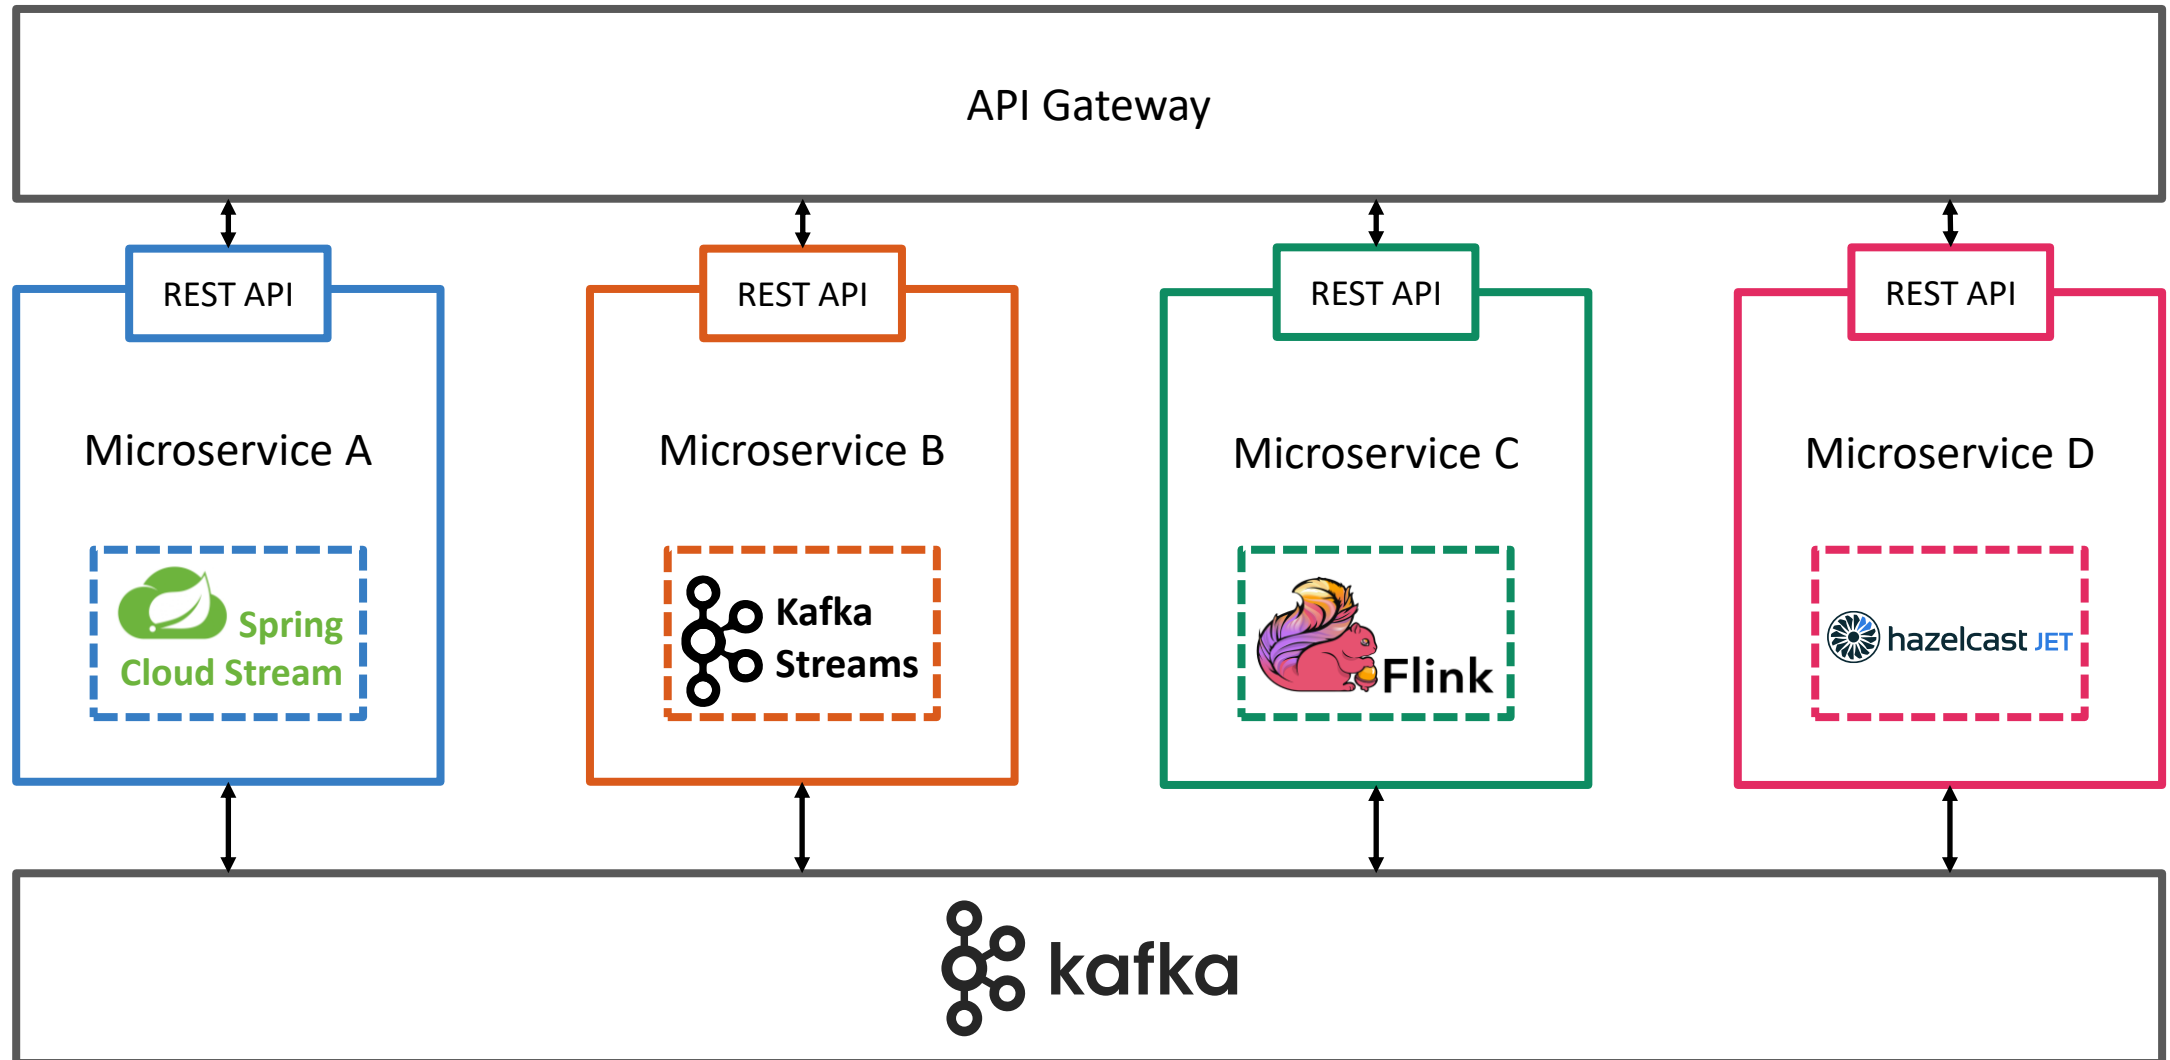 API Gateway
REST API
REST API
REST API
REST API
Microservice A
Microservice B
Microservice C
Microservice D
Spring
Cloud Stream
Kafka
Streams
Flink
hazelcast JET
kafka